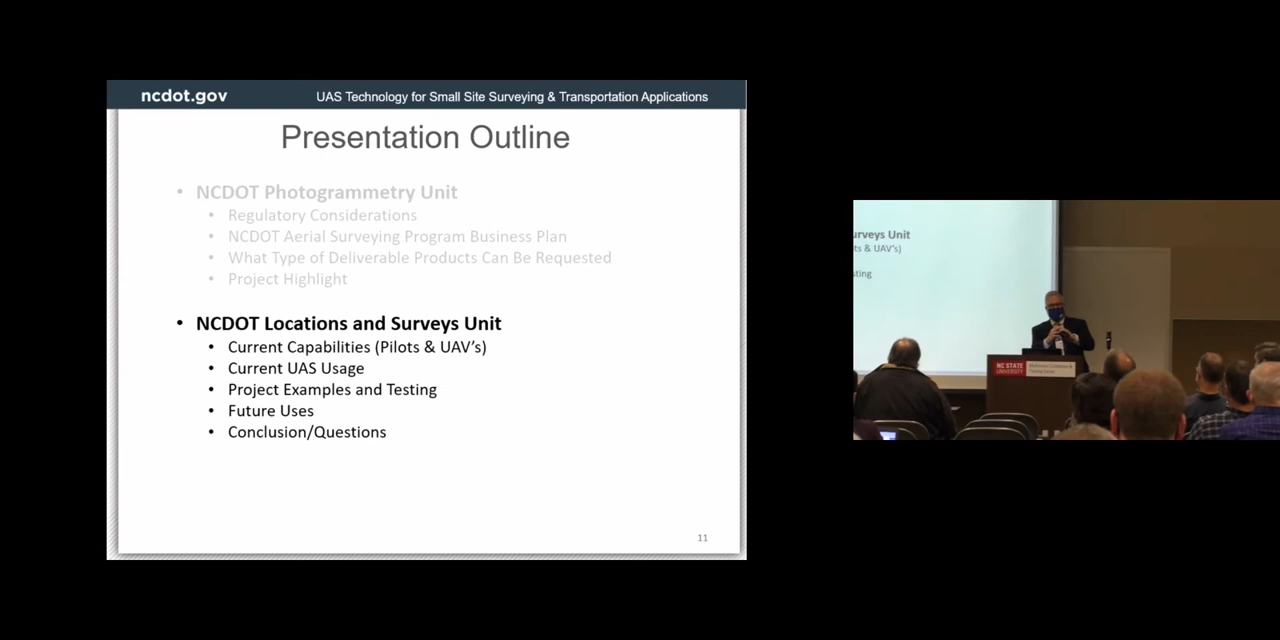 ncdot.gov
UAS Technology for Small Site Surveying & Transportation Applications
Presentation Outline
• NCDOT Photogrammetry Unit
• Regulatory Considerations
• NCDOT Aerial Surveying Program Business Plan
• What Type of Deliverable Products Can Be Requested
• Project Highlight
• NCDOT Locations and Surveys Unit
• Current Capabilities (Pilots & UAV's)
• Current UAS Usage
• Project Examples and Testing
• Future Uses
• Conclusion/Questions
11
urveys Unit
ts & UAV's)
sting
NC STATE
UNIVERSITY